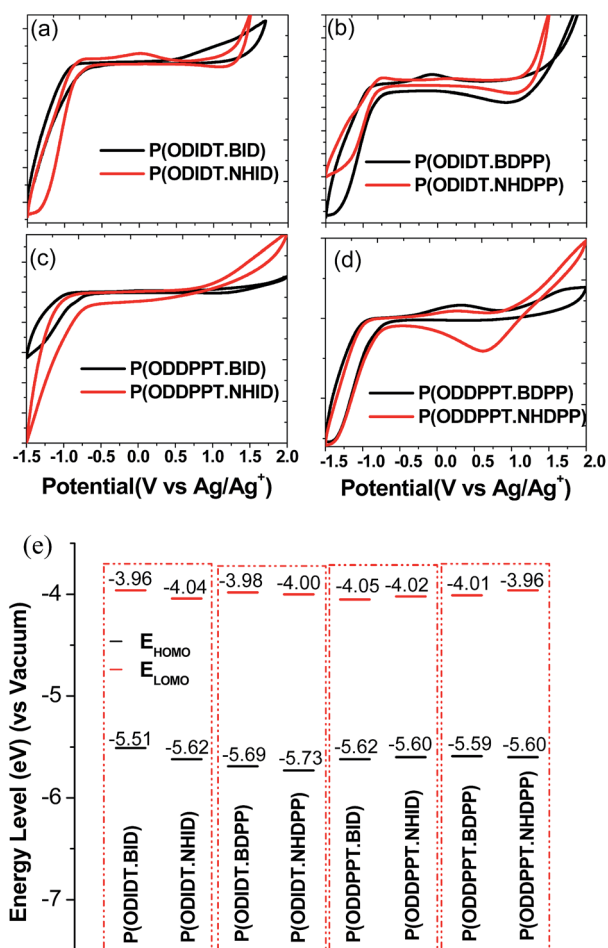 (a)
P(ODIDT.BID)
P(ODIDT.NHID)
(b)
P(ODIDT.BDPP)
P(ODIDT.NHDPP)
(c)
P(ODDPPT.BID)
P(ODDPPT.NHID)
(d)
P(ODDPPT.BDPP)
P(ODDPPT.NHDPP)
-1.5 -1.0 -0.5 0.0 0.5 1.0 1.5 2.0
-1.5 -1.0 -0.5 0.0 0.5 1.0 1.5 2.0
Potential(V vs Ag/Ag+)
Potential(V vs Ag/Ag+)
(e)
Energy Level (eV) (vs Vacuum)
-4
-5
-6
-7
-3.96 -4.04 -3.98 -4.00 -4.05 -4.02 -4.01 -3.96
E HOMO
E LOMO
-5.51 -5.62 -5.69 -5.73 -5.62 -5.60 -5.59 -5.60
P(ODIDT.BID)
P(ODIDT.NHID)
P(ODIDT.BDPP)
P(ODIDT.NHDPP)
P(ODDPPT.BID)
P(ODDPPT.NHID)
P(ODDPPT.BDPP)
P(ODDPPT.NHDPP)